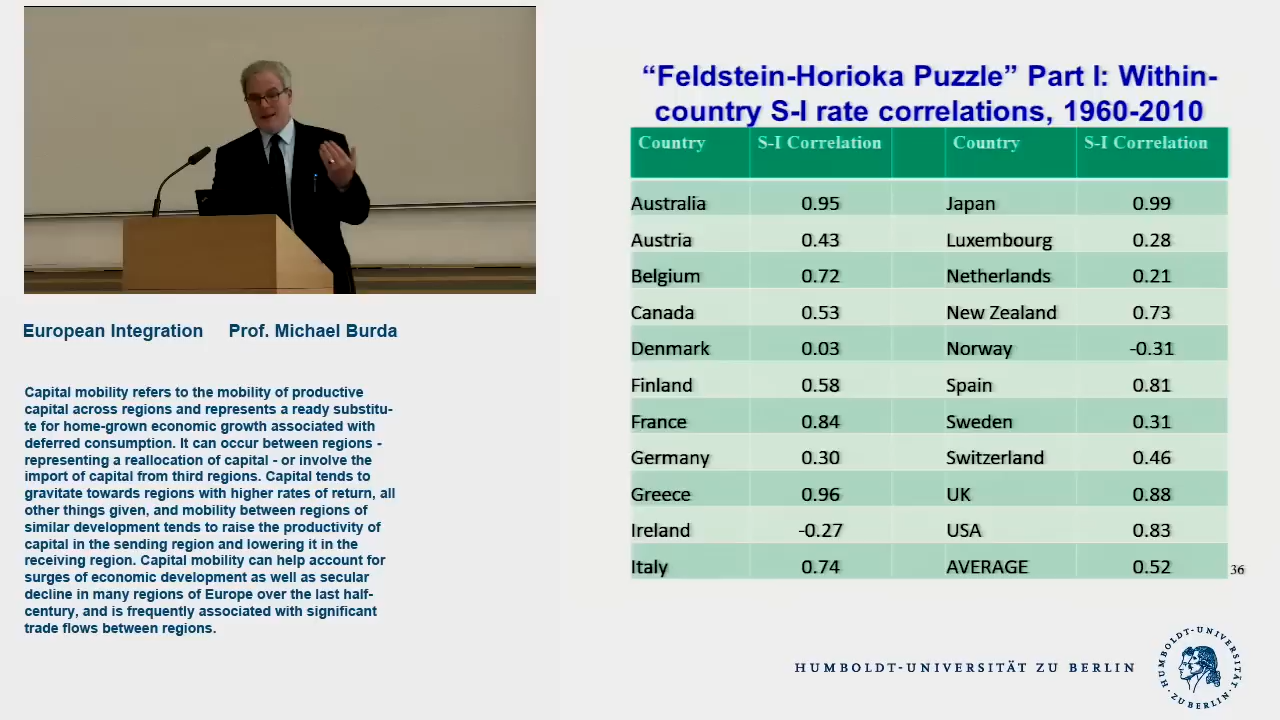 “Feldstein-Horioka Puzzle” Part I: Within-
country S-I rate correlations, 1960-2010
Country S-I Correlation Country S-I Correlation
Australia 0.95 Japan 0.99
Austria 0.43 Luxembourg 0.28
Belgium 0.72 Netherlands 0.21
Canada 0.53 New Zealand 0.73
Denmark 0.03 Norway -0.31
Finland 0.58 Spain 0.81
France 0.84 Sweden 0.31
Germany 0.30 Switzerland 0.46
Greece 0.96 UK 0.88
Ireland -0.27 USA 0.83
Italy 0.74 AVERAGE 0.52
36
European Integration Prof. Michael Burda
Capital mobility refers to the mobility of productive
capital across regions and represents a ready substitu-
te for home-grown economic growth associated with
deferred consumption. It can occur between regions -
representing a reallocation of capital - or involve the
import of capital from third regions. Capital tends to
gravitate towards regions with higher rates of return, all
other things given, and mobility between regions of
similar development tends to raise the productivity of
capital in the sending region and lowering it in the
receiving region. Capital mobility can help account for
surges of economic development as well as secular
decline in many regions of Europe over the last half-
century, and is frequently associated with significant
trade flows between regions.
HUMBOLDT-UNIVERSITÄT ZU BERLIN
HUMBOLDT-UNIVERSITÄT
ZU BERLIN